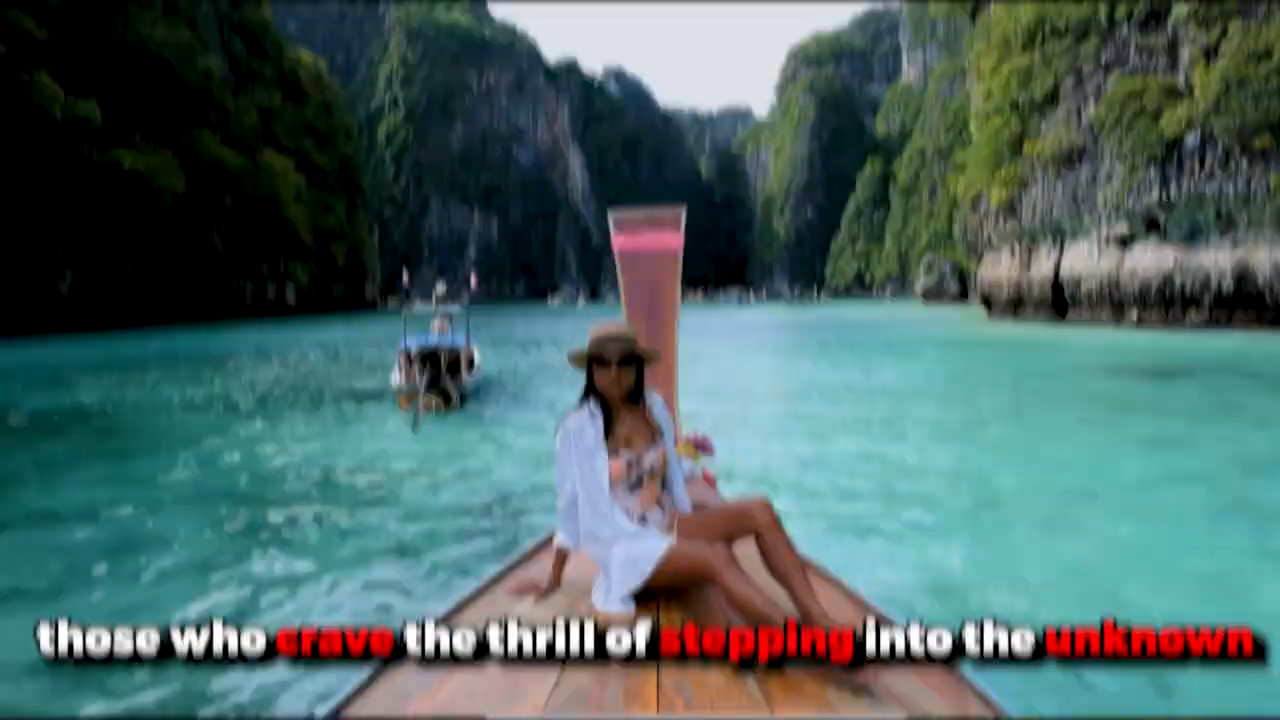 those who crave the thrill of stepping into the unknown